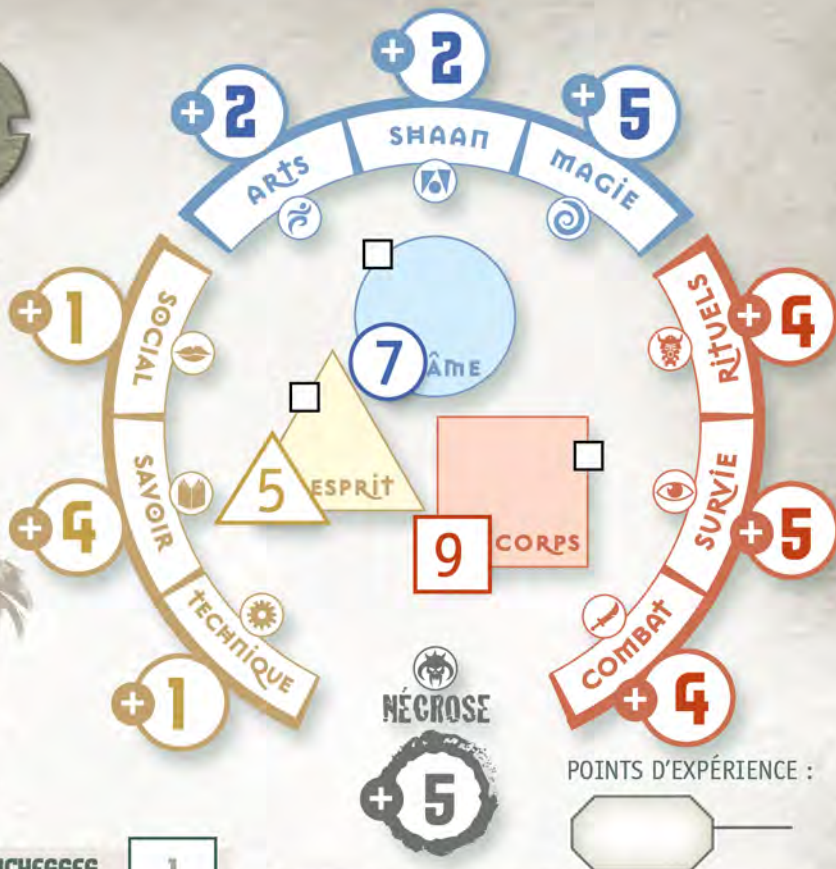 +2
+2
+5
ARTS
SHAAN
MAGIE
+1
SOCIAL
RITUELS
+4
7
ÂME
+4
SAVOIR
5
ESPRIT
9
CORPS
SURVIE
+5
+1
TECHNIQUE
COMBAT
+4
NÉCROSE
+5
POINTS D'EXPÉRIENCE :